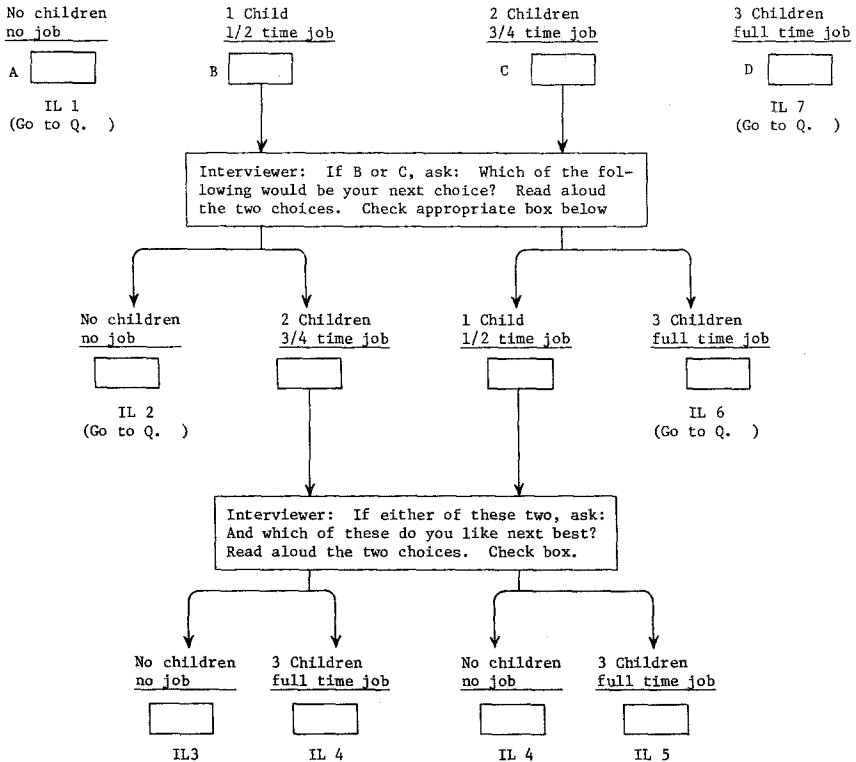 No children
no job
1 Child
1/2 time job
2 Children
3/4 time job
3 Children
full time job
A
B
C
D
IL 1
(Go to Q.  )
IL 7
(Go to Q.  )
Interviewer:  If B or C, ask:  Which of the fol-
lowing would be your next choice?  Read aloud
the two choices.  Check appropriate box below
No children
no job
2 Children
3/4 time job
1 Child
1/2 time job
3 Children
full time job
IL 2
(Go to Q.  )
IL 6
(Go to Q.  )
Interviewer:  If either of these two, ask:
And which of these do you like next best?
Read aloud the two choices.  Check box.
No children
no job
3 Children
full time job
No children
no job
3 Children
full time job
IL3
IL 4
IL 4
IL 5